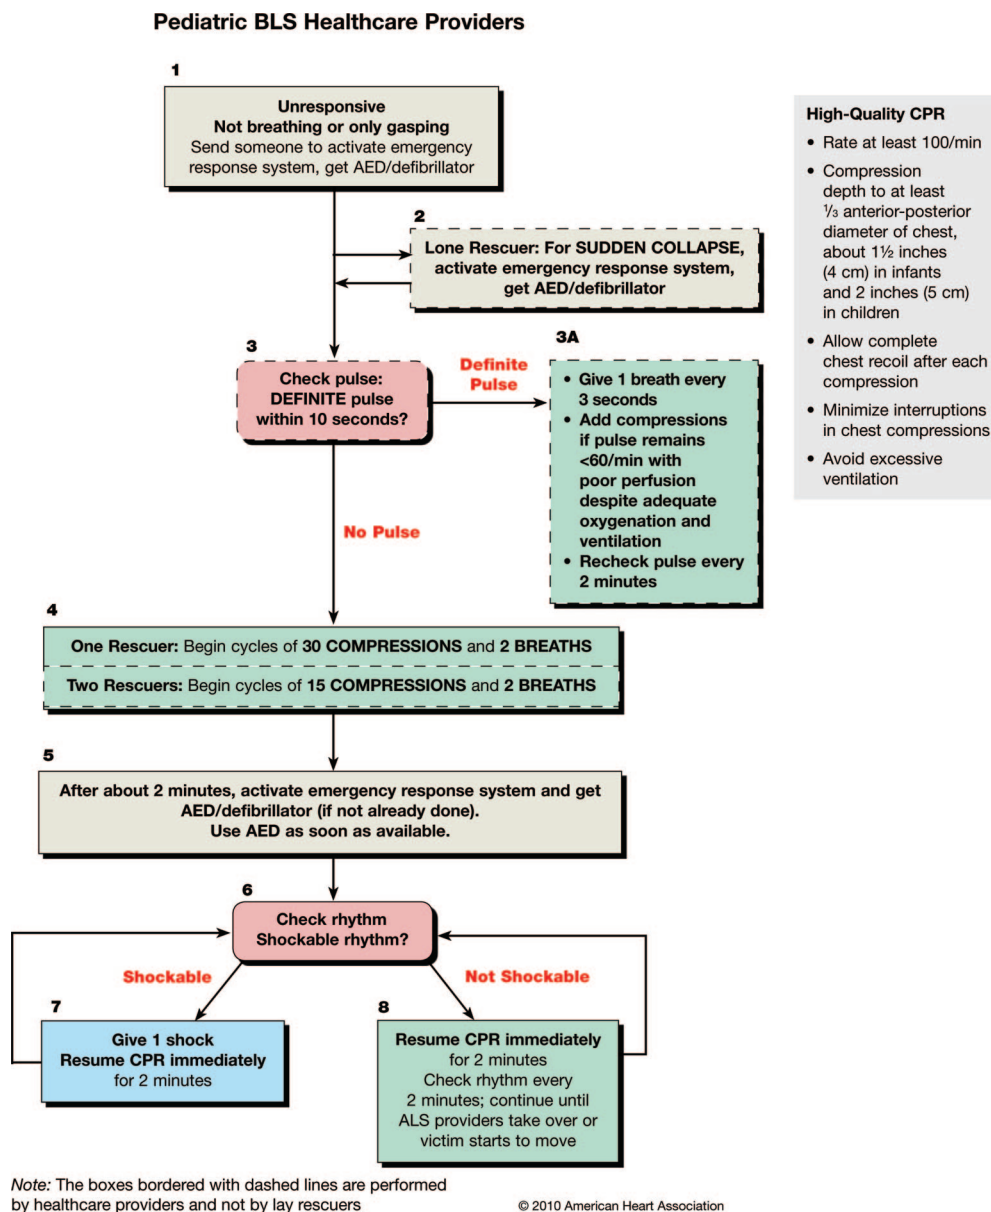 Pediatric BLS Healthcare Providers
1
Unresponsive
Not breathing or only gasping
Send someone to activate emergency
response system, get AED/defibrillator
2
Lone Rescuer: For SUDDEN COLLAPSE,
activate emergency response system,
get AED/defibrillator
3
Check pulse:
DEFINITE pulse
within 10 seconds?
Definite
Pulse
3A
• Give 1 breath every
3 seconds
• Add compressions
if pulse remains
<60/min with
poor perfusion
despite adequate
oxygenation and
ventilation
• Recheck pulse every
2 minutes
No Pulse
4
One Rescuer: Begin cycles of 30 COMPRESSIONS and 2 BREATHS
Two Rescuers: Begin cycles of 15 COMPRESSIONS and 2 BREATHS
5
After about 2 minutes, activate emergency response system and get
AED/defibrillator (if not already done).
Use AED as soon as available.
6
Check rhythm
Shockable rhythm?
Shockable
Not Shockable
7
Give 1 shock
Resume CPR immediately
for 2 minutes
8
Resume CPR immediately
for 2 minutes
Check rhythm every
2 minutes; continue until
ALS providers take over or
victim starts to move
High-Quality CPR
• Rate at least 100/min
• Compression
depth to at least
⅓ anterior-posterior
diameter of chest,
about 1½ inches
(4 cm) in infants
and 2 inches (5 cm)
in children
• Allow complete
chest recoil after each
compression
• Minimize interruptions
in chest compressions
• Avoid excessive
ventilation
Note: The boxes bordered with dashed lines are performed
by healthcare providers and not by lay rescuers
© 2010 American Heart Association